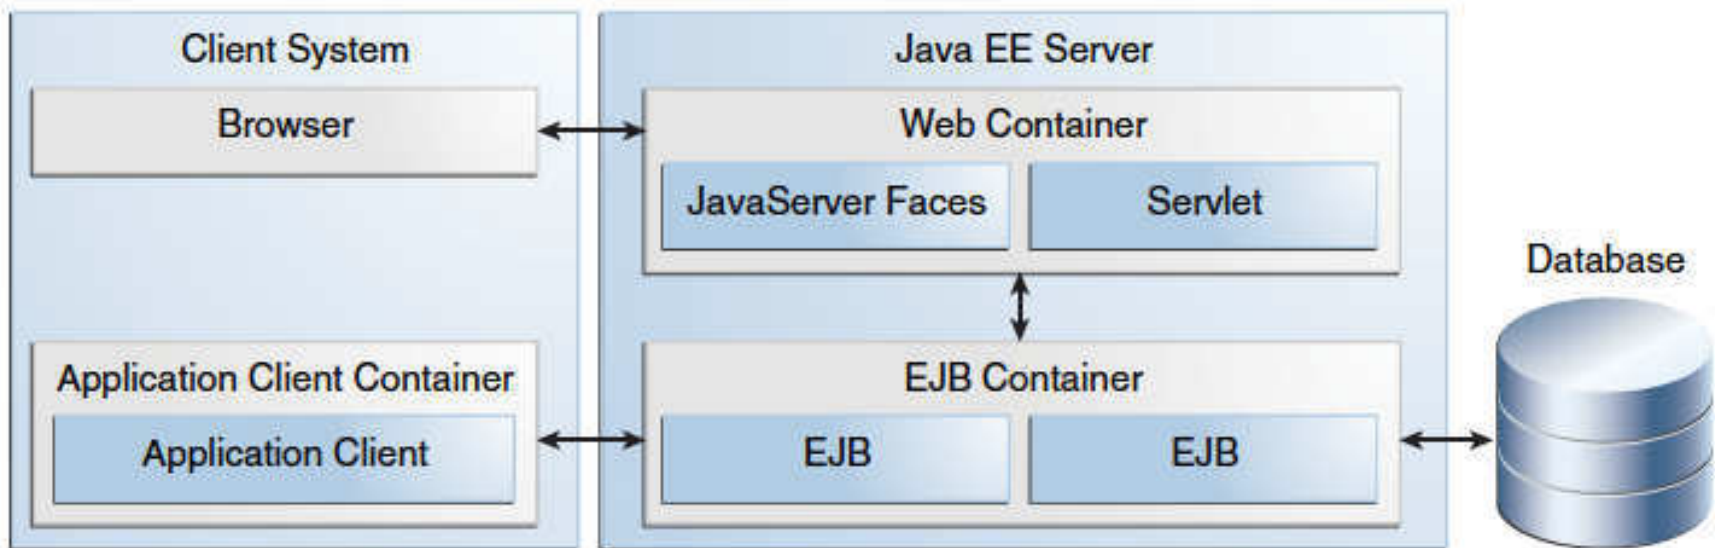 Client System
Browser
Application Client Container
Application Client
Java EE Server
Web Container
JavaServer Faces
Servlet
EJB Container
EJB
EJB
Database